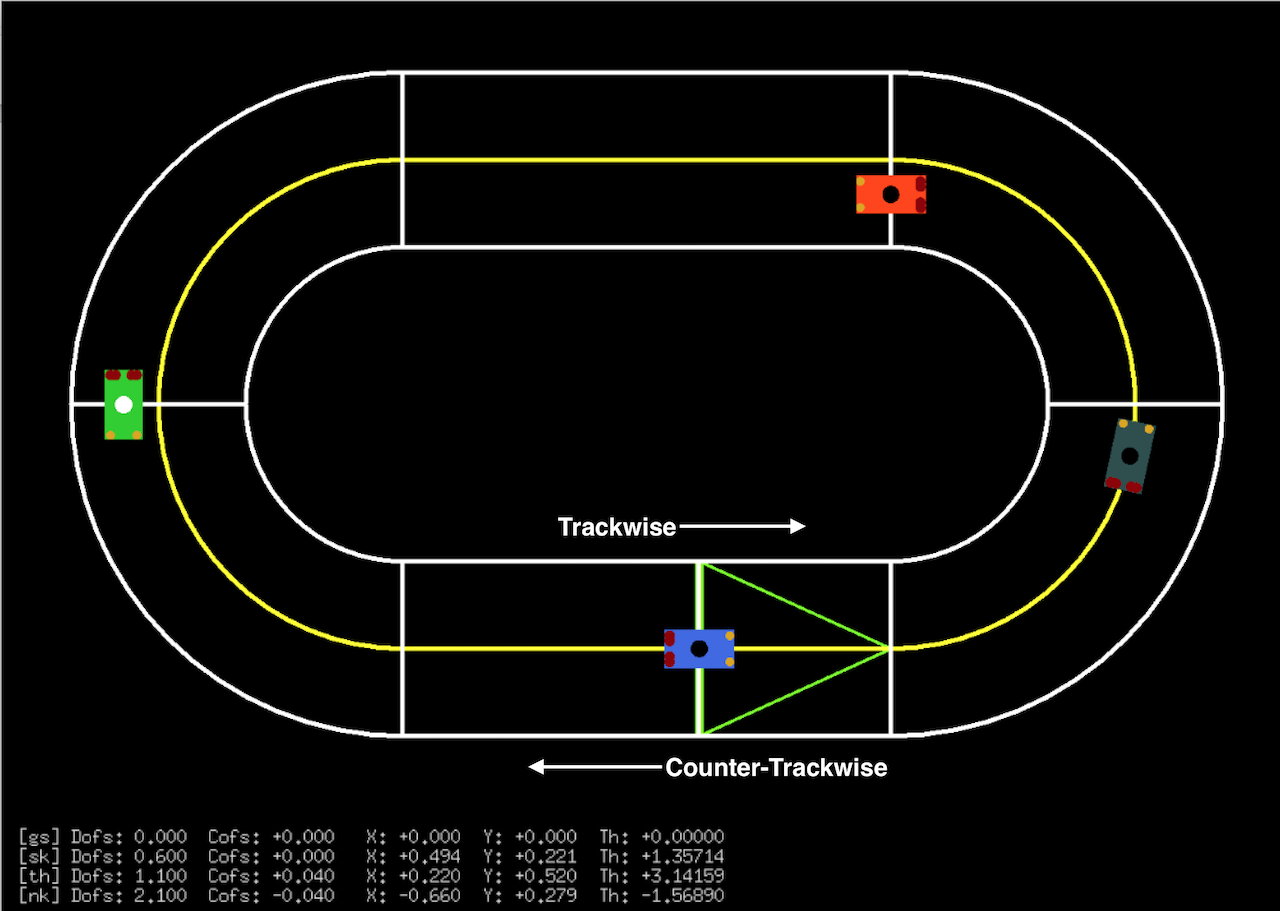 Trackwise
Counter-Trackwise
[gs] Dofs: 0.000 Cofs: +0.000 X: +0.000 Y: +0.000 Th: +0.00000
[sk] Dofs: 0.600 Cofs: +0.000 X: +0.494 Y: +0.221 Th: +1.35714
[th] Dofs: 1.100 Cofs: +0.040 X: +0.220 Y: +0.520 Th: +3.14159
[nk] Dofs: 2.100 Cofs: -0.040 X: -0.660 Y: +0.279 Th: -1.56890